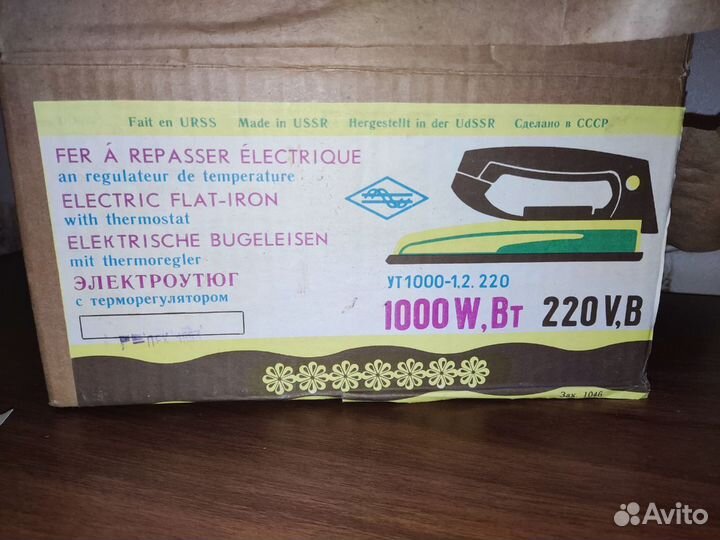 Fait en URSS Made in USSR Hergestellt in der UdSSR Сделано в СССР
FER Á REPASSER ÉLECTRIQUE
an regulateur de temperature
ELECTRIC FLAT-IRON
with thermostat
ELEKTRISCHE BUGELEISEN
mit thermoregler
ЭЛЕКТРОУТЮГ
с терморегулятором
УТ1000-1,2. 220
1000 W, Вт 220 V, В
Зак. 1046
Avito